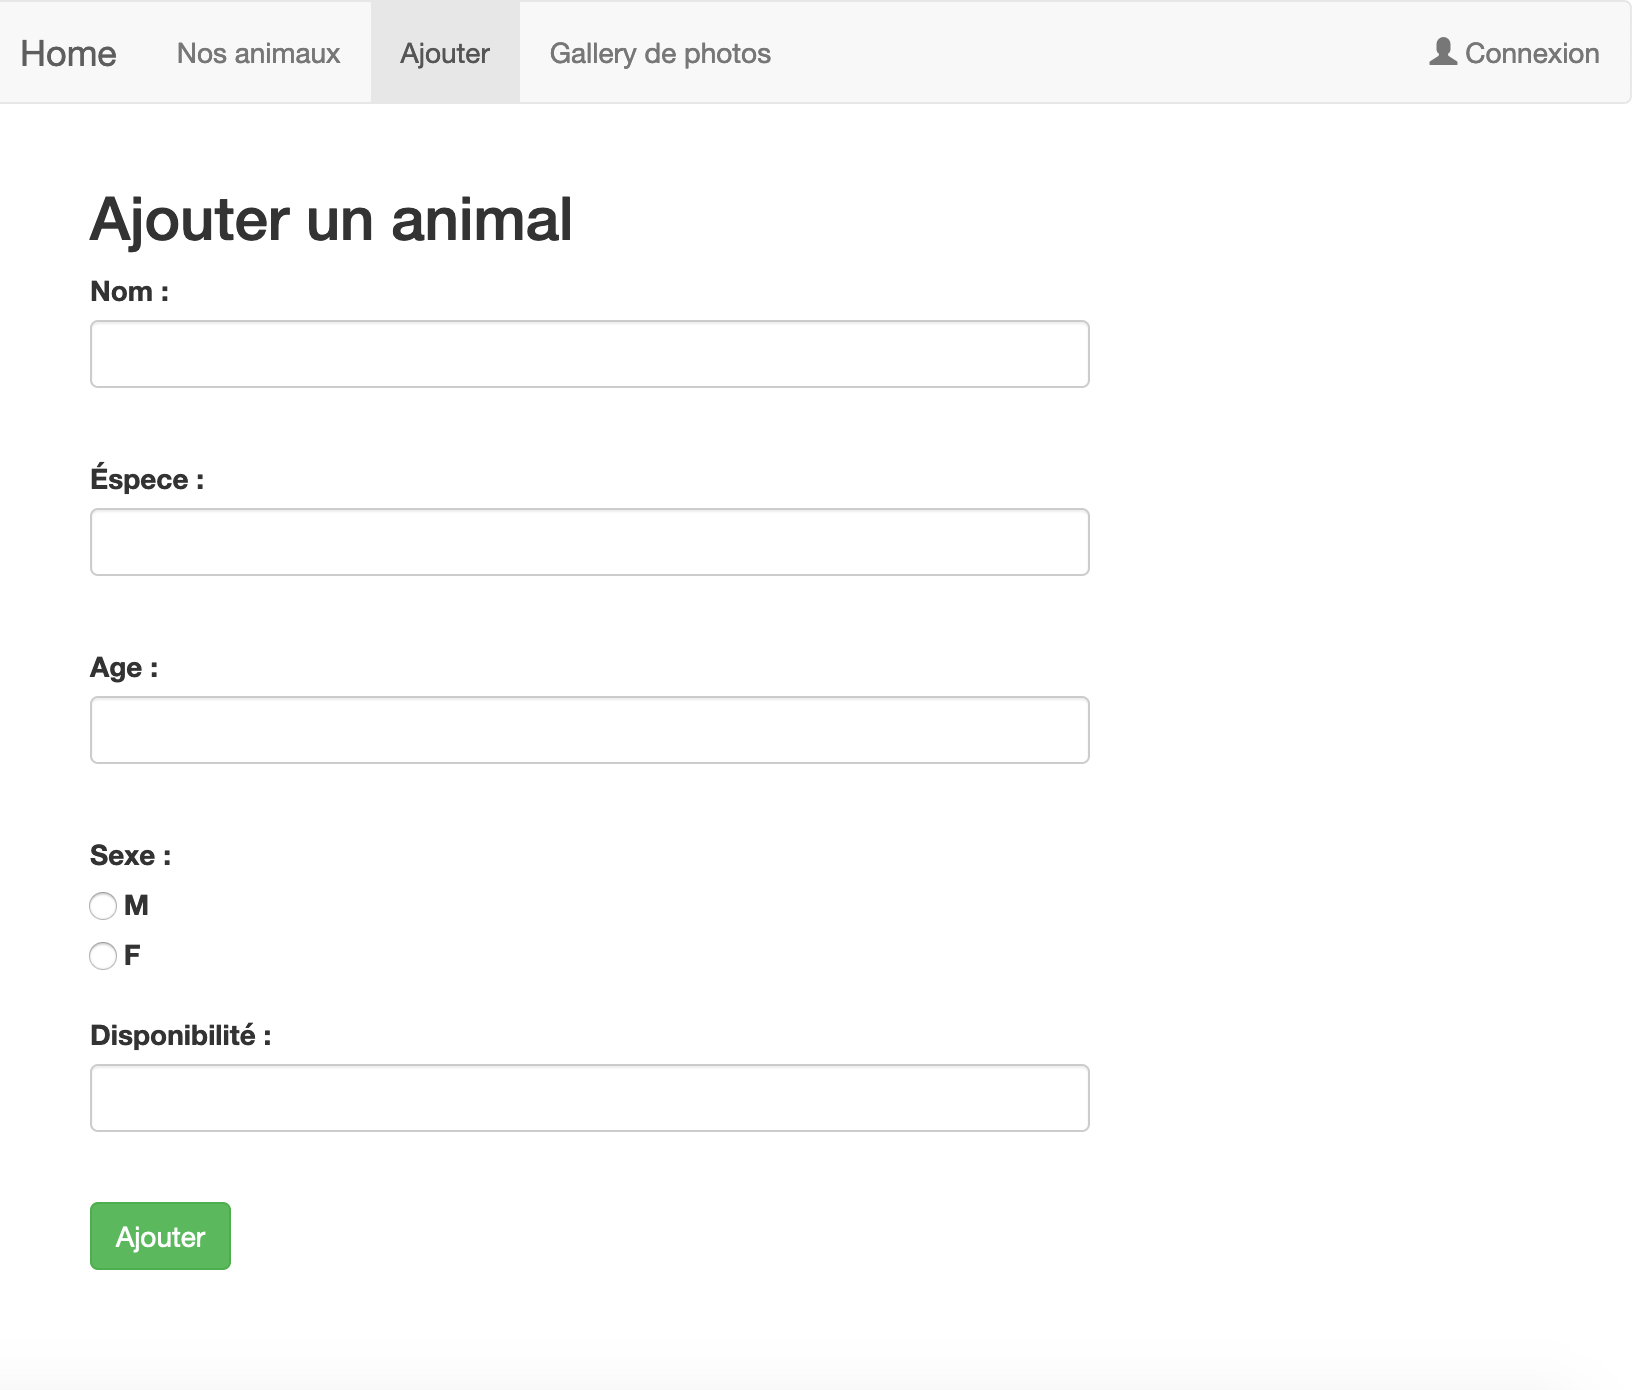 Home Nos animaux Ajouter Gallery de photos Connexion
Ajouter un animal
Nom :
Éspece :
Age :
Sexe :
M
F
Disponibilité :
Ajouter